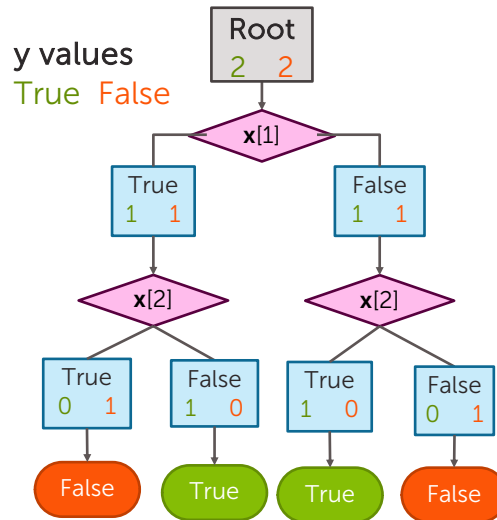 Root
2 2
y values
True False
x[1]
True
1 1
False
1 1
x[2]
x[2]
True
0 1
False
1 0
True
1 0
False
0 1
False
True
True
False